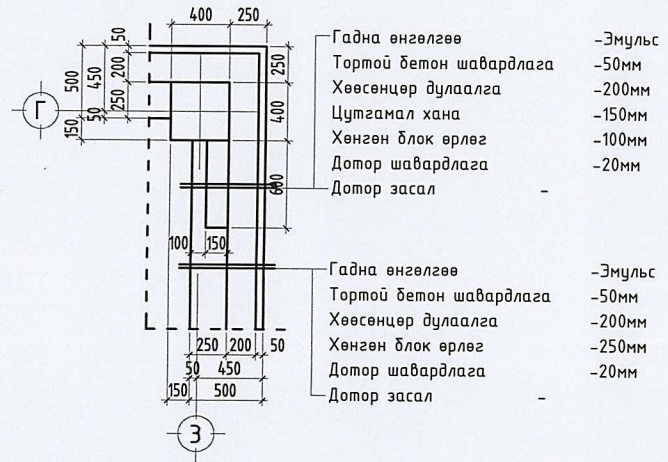 400 250
50
200
250
50
500
450
150
250
400
600
Г
100 150
250 200 50
50 450
150 500
3
Гадна өнгөлгөө -Эмульс
Тортой бетон шавардлага -50мм
Хөөсөнцөр дулаалга -200мм
Цутгамал хана -150мм
Хөнгөн блок өрлөг -100мм
Дотор шавардлага -20мм
Дотор засал -
Гадна өнгөлгөө -Эмульс
Тортой бетон шавардлага -50мм
Хөөсөнцөр дулаалга -200мм
Хөнгөн блок өрлөг -250мм
Дотор шавардлага -20мм
Дотор засал -